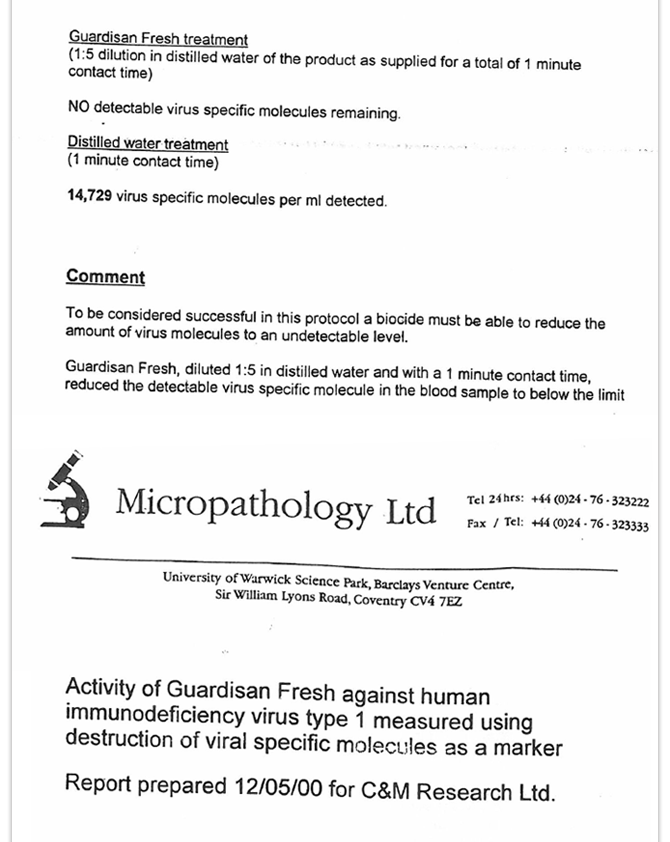 Guardisan Fresh treatment
(1:5 dilution in distilled water of the product as supplied for a total of 1 minute
contact time)
NO detectable virus specific molecules remaining.
Distilled water treatment
(1 minute contact time)
14,729 virus specific molecules per ml detected.
Comment
To be considered successful in this protocol a biocide must be able to reduce the
amount of virus molecules to an undetectable level.
Guardisan Fresh, diluted 1:5 in distilled water and with a 1 minute contact time,
reduced the detectable virus specific molecule in the blood sample to below the limit
Micropathology Ltd
Tel 24hrs: +44 (0)24 - 76 - 323222
Fax / Tel: +44 (0)24 - 76 - 323333
University of Warwick Science Park, Barclays Venture Centre,
Sir William Lyons Road, Coventry CV4 7EZ
Activity of Guardisan Fresh against human
immunodeficiency virus type 1 measured using
destruction of viral specific molecules as a marker
Report prepared 12/05/00 for C&M Research Ltd.